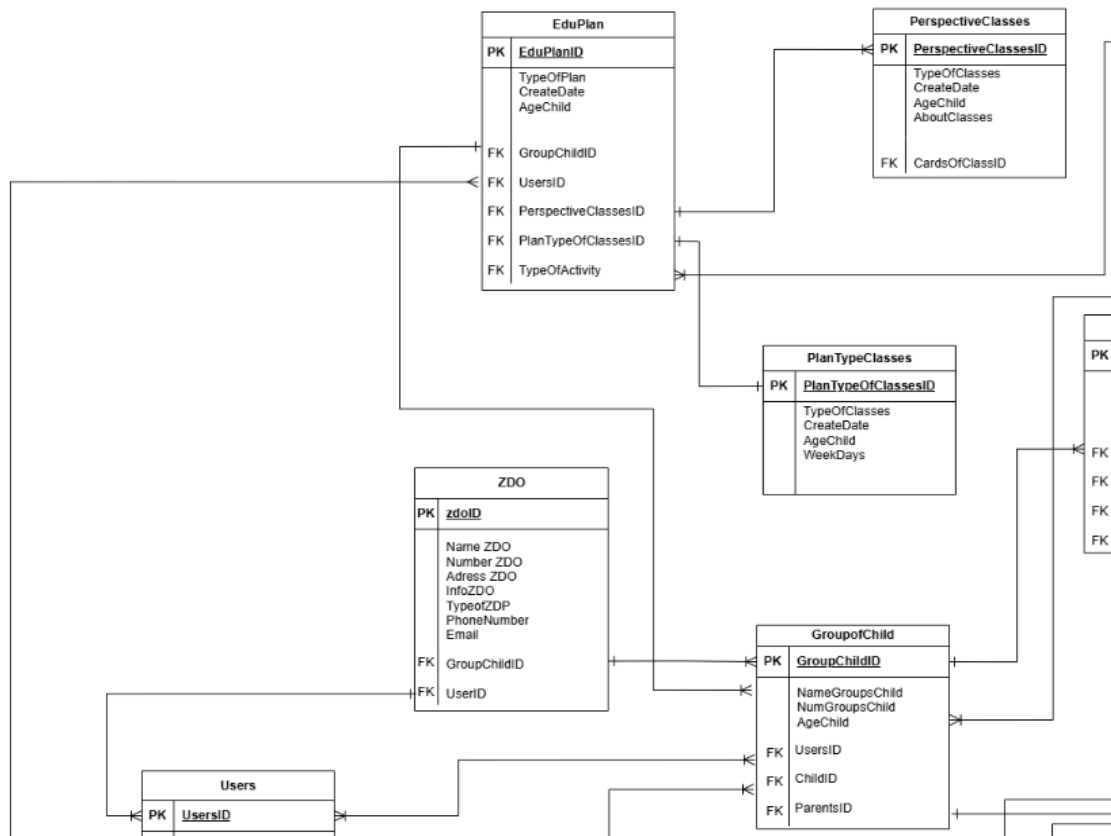 EduPlan
PK EduPlanID
TypeOfPlan
CreateDate
AgeChild
FK GroupChildID
FK UsersID
FK PerspectiveClassesID
FK PlanTypeOfClassesID
FK TypeOfActivity
PerspectiveClasses
PK PerspectiveClassesID
TypeOfClasses
CreateDate
AgeChild
AboutClasses
FK CardsOfClassID
PlanTypeClasses
PK PlanTypeOfClassesID
TypeOfClasses
CreateDate
AgeChild
WeekDays
PK
FK
FK
FK
FK
ZDO
PK zdoID
Name ZDO
Number ZDO
Adress ZDO
InfoZDO
TypeofZDP
PhoneNumber
Email
FK GroupChildID
FK UserID
GroupofChild
PK GroupChildID
NameGroupsChild
NumGroupsChild
AgeChild
FK UsersID
FK ChildID
FK ParentsID
Users
PK UsersID